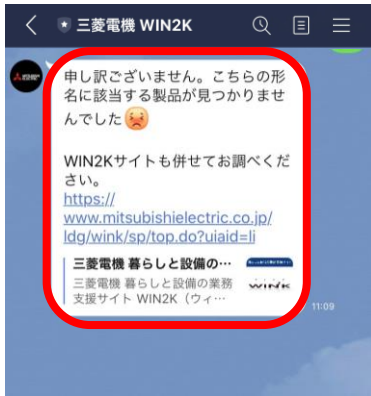 三菱電機 WIN2K
申し訳ございません。こちらの形
名に該当する製品が見つかりませ
んでした
WIN2Kサイトも併せてお調べくだ
さい。
https://
www.mitsubishielectric.co.jp/
ldg/wink/sp/top.do?uiaid=li
三菱電機 暮らしと設備の…
三菱電機 暮らしと設備の業務
支援サイト WIN2K（ウィ…
WIN2K
11:09